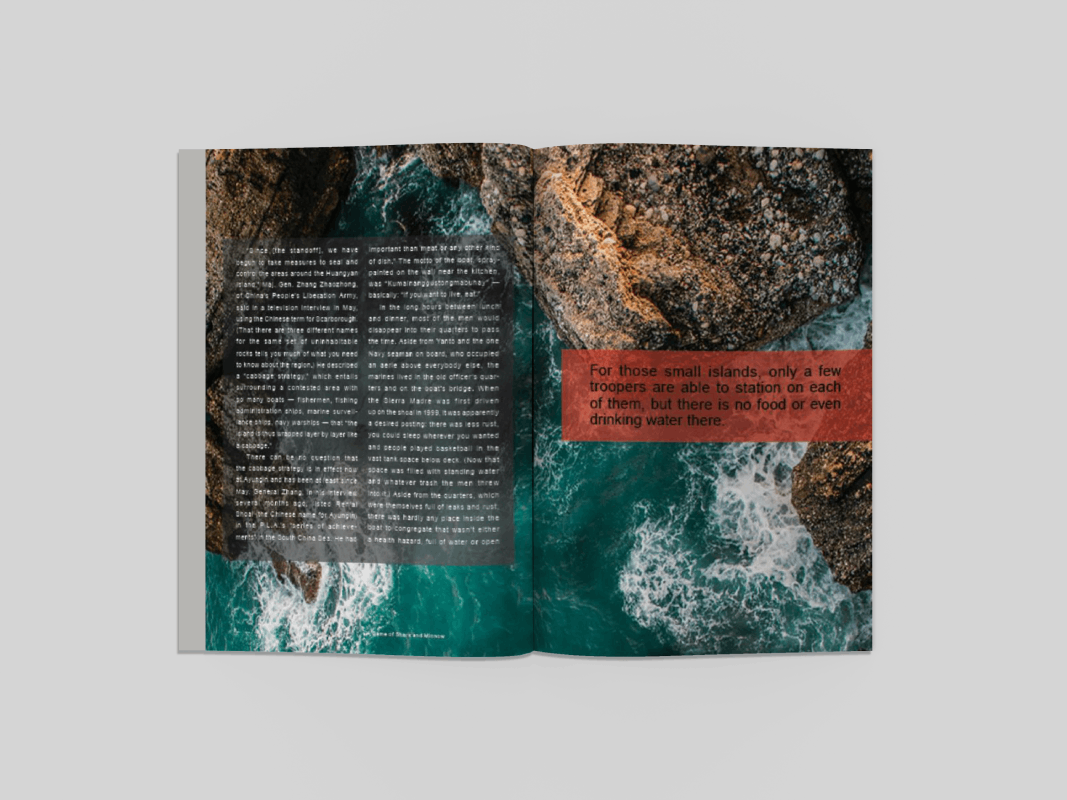 "Since [the standoff], we have
begun to take measures to seal and
control the areas around the Huangyan
Island," Maj. Gen. Zhang Zhaozhong,
of China's People's Liberation Army,
said in a television interview in May,
using the Chinese term for Scarborough.
(That there are three different names
for the same set of uninhabitable
rocks tells you much of what you need
to know about the region.) He described
a "cabbage strategy," which entails
surrounding a contested area with
so many boats — fishermen, fishing
administration ships, marine surveil-
lance ships, navy warships — that "the
island is thus wrapped layer by layer like
a cabbage."
There can be no question that
the cabbage strategy is in effect now
at Ayungin and has been at least since
May. General Zhang, in his interview
several months ago, listed Ren'ai
Shoal (the Chinese name for Ayungin)
in the P.L.A.'s "series of achieve-
ments" in the South China Sea. He had
important than meat or any other kind
of dish." The motto of the boat, spray-
painted on the wall near the kitchen,
was "Kumainanggustongmabuhay" —
basically: "If you want to live, eat."
In the long hours between lunch
and dinner, most of the men would
disappear into their quarters to pass
the time. Aside from Yanto and the one
Navy seaman on board, who occupied
an aerie above everybody else, the
marines lived in the old officer's quar-
ters and on the boat's bridge. When
the Sierra Madre was first driven
up on the shoal in 1999, it was apparently
a desired posting: there was less rust,
you could sleep wherever you wanted
and people played basketball in the
vast tank space below deck. (Now that
space was filled with standing water
and whatever trash the men threw
into it.) Aside from the quarters, which
were themselves full of leaks and rust,
there was hardly any place inside the
boat to congregate that wasn't either
a heath hazard, full of water or open
Game of Shark and Minnow
For those small islands, only a few
troopers are able to station on each
of them, but there is no food or even
drinking water there.